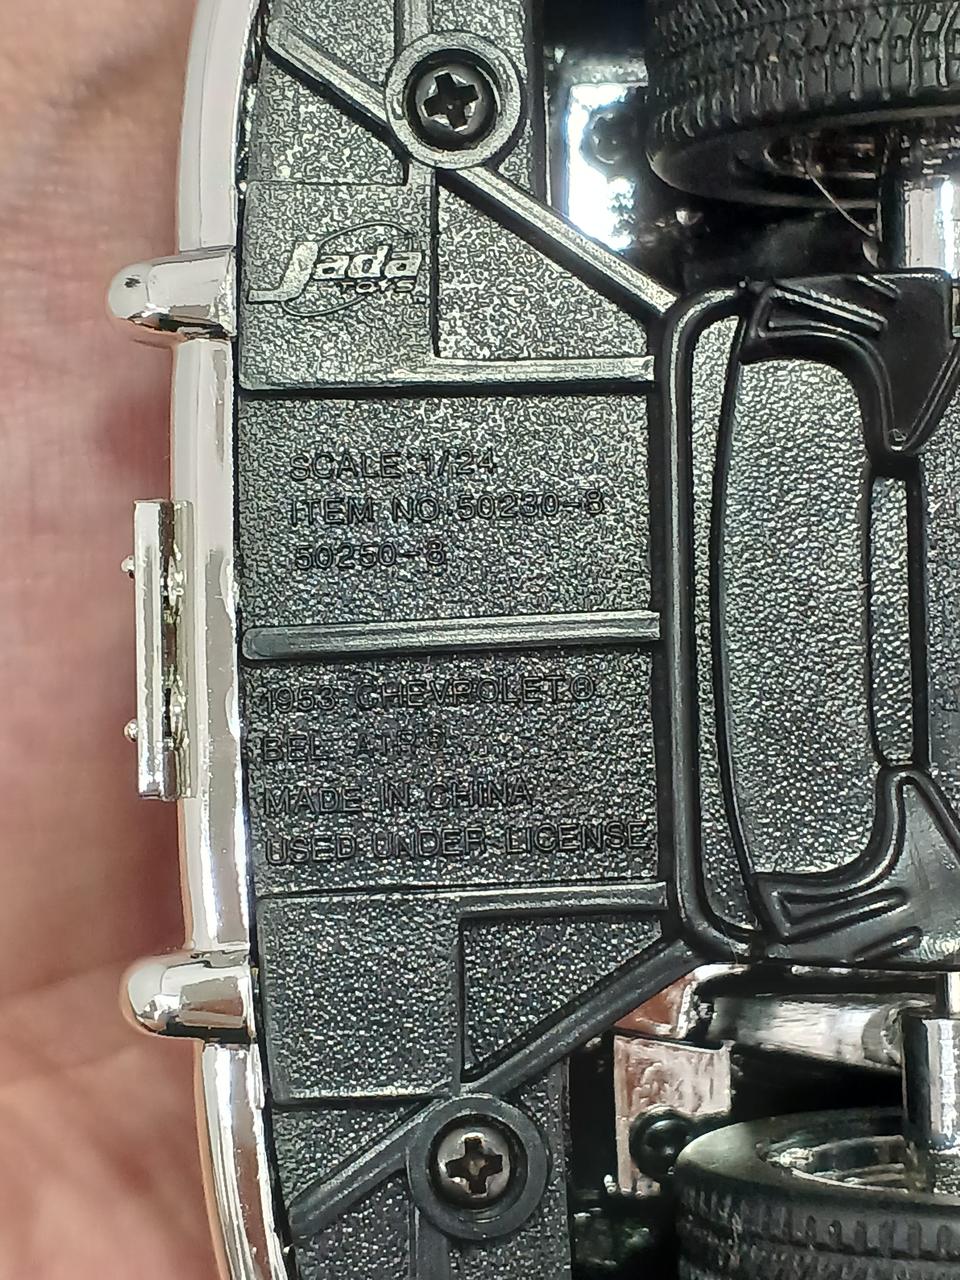 Jada
TOYS
SCALE:1/24
ITEM NO.50230-8
50250-8
1953 CHEVROLET®
BEL AIR®
MADE IN CHINA
USED UNDER LICENSE